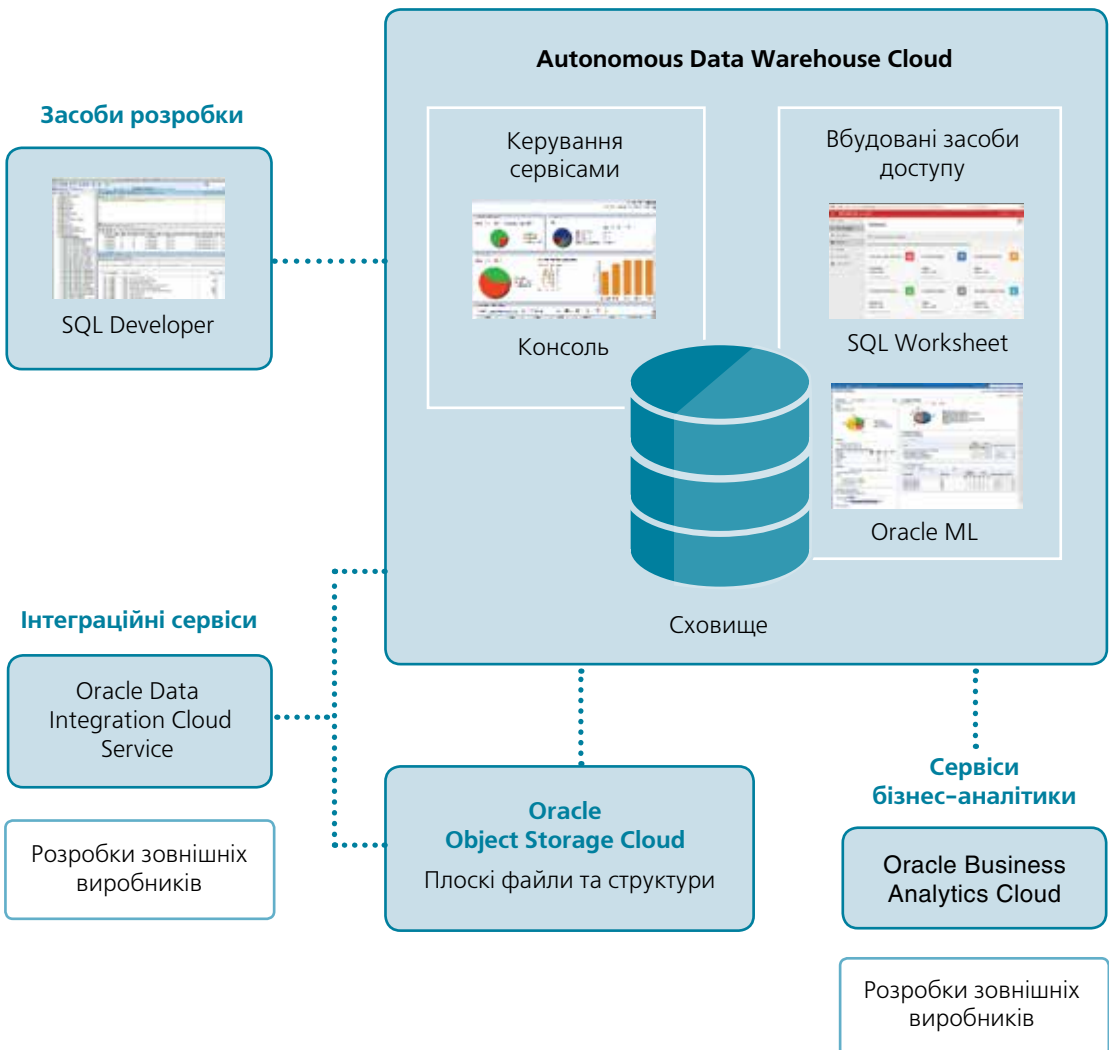 Autonomous Data Warehouse Cloud
Засоби розробки
SQL Developer
Керування
сервісами
Консоль
Вбудовані засоби
доступу
SQL Worksheet
Oracle ML
Сховище
Інтеграційні сервіси
Oracle Data
Integration Cloud
Service
Розробки зовнішніх
виробників
Oracle
Object Storage Cloud
Плоскі файли та структури
Сервіси
бізнес-аналітики
Oracle Business
Analytics Cloud
Розробки зовнішніх
виробників